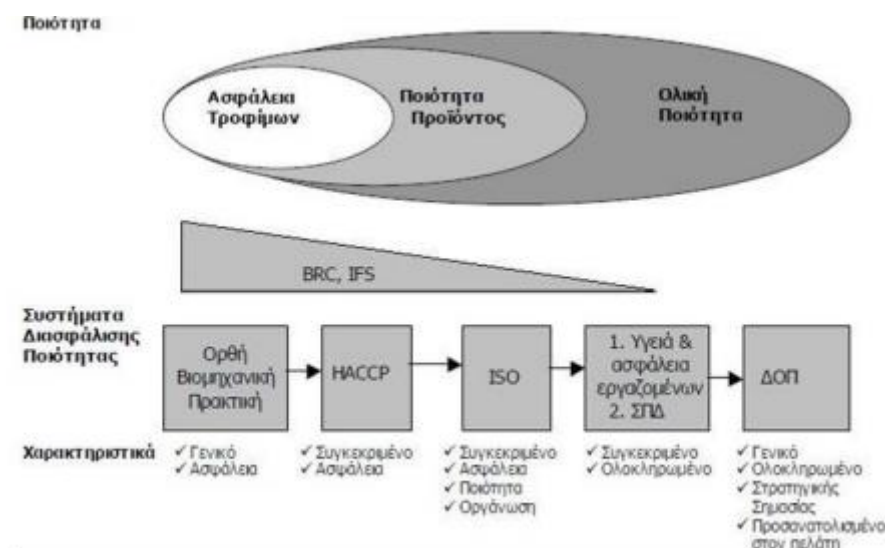 Ποιότητα
Ασφάλεια
Τροφίμων
Ποιότητα
Προϊόντος
Ολική
Ποιότητα
BRC, IFS
Συστήματα
Διασφάλισης
Ποιότητας
Ορθή
Βιομηχανική
Πρακτική
HACCP
ISO
1. Υγειά &
ασφάλεια
εργαζομένων
2. ΣΠΔ
ΔΟΠ
Χαρακτηριστικά
✓ Γενικό
✓ Ασφάλεια
✓ Συγκεκριμένο
✓ Ασφάλεια
✓ Συγκεκριμένο
✓ Ασφάλεια
✓ Ποιότητα
✓ Οργάνωση
✓ Συγκεκριμένο
✓ Ολοκληρωμένο
✓ Γενικό
✓ Ολοκληρωμένο
✓ Στρατηγικής
Σημασίας
✓ Προσανατολισμένο
στον πελάτη